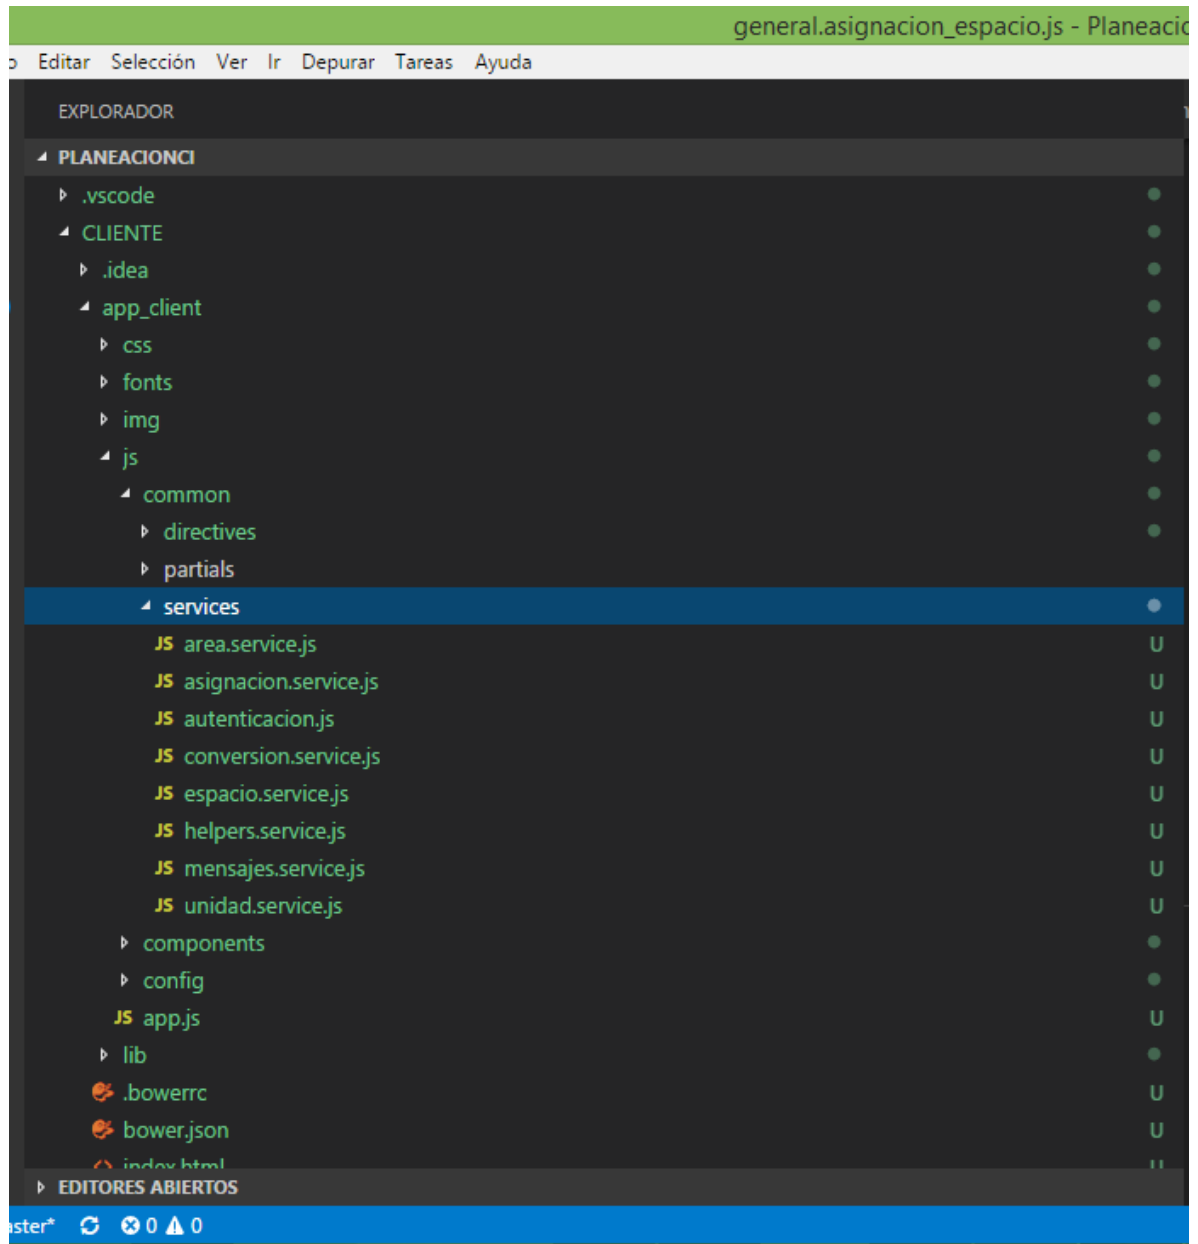 general.asignacion_espacio.js - Planeacio
o Editar Selección Ver Ir Depurar Tareas Ayuda
EXPLORADOR
PLANEACIONCI
.vscode
CLIENTE
.idea
app_client
css
fonts
img
js
common
directives
partials
services
JS area.service.js U
JS asignacion.service.js U
JS autenticacion.js U
JS conversion.service.js U
JS espacio.service.js U
JS helpers.service.js U
JS mensajes.service.js U
JS unidad.service.js U
components
config
JS app.js U
lib
.bowerrc U
bower.json U
<> index.html U
EDITORES ABIERTOS
aster* 0 0